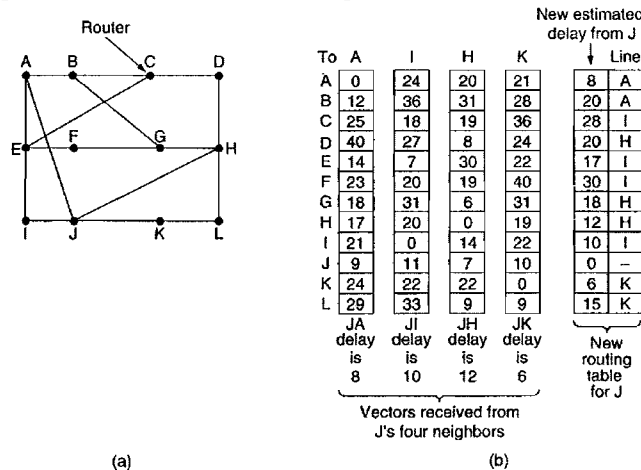 Router
A B C D
E F G H
I J K L
(a)
New estimated
delay from J
To A I H K Line
A 0 24 20 21 8 A
B 12 36 31 28 20 A
C 25 18 19 36 28 I
D 40 27 8 24 20 H
E 14 7 30 22 17 I
F 23 20 19 40 30 I
G 18 31 6 31 18 H
H 17 20 0 19 12 H
I 21 0 14 22 10 I
J 9 11 7 10 0 –
K 24 22 22 0 6 K
L 29 33 9 9 15 K
JA JI JH JK
delay delay delay delay
is is is is
8 10 12 6
New
routing
table
for J
Vectors received from
J's four neighbors
(b)